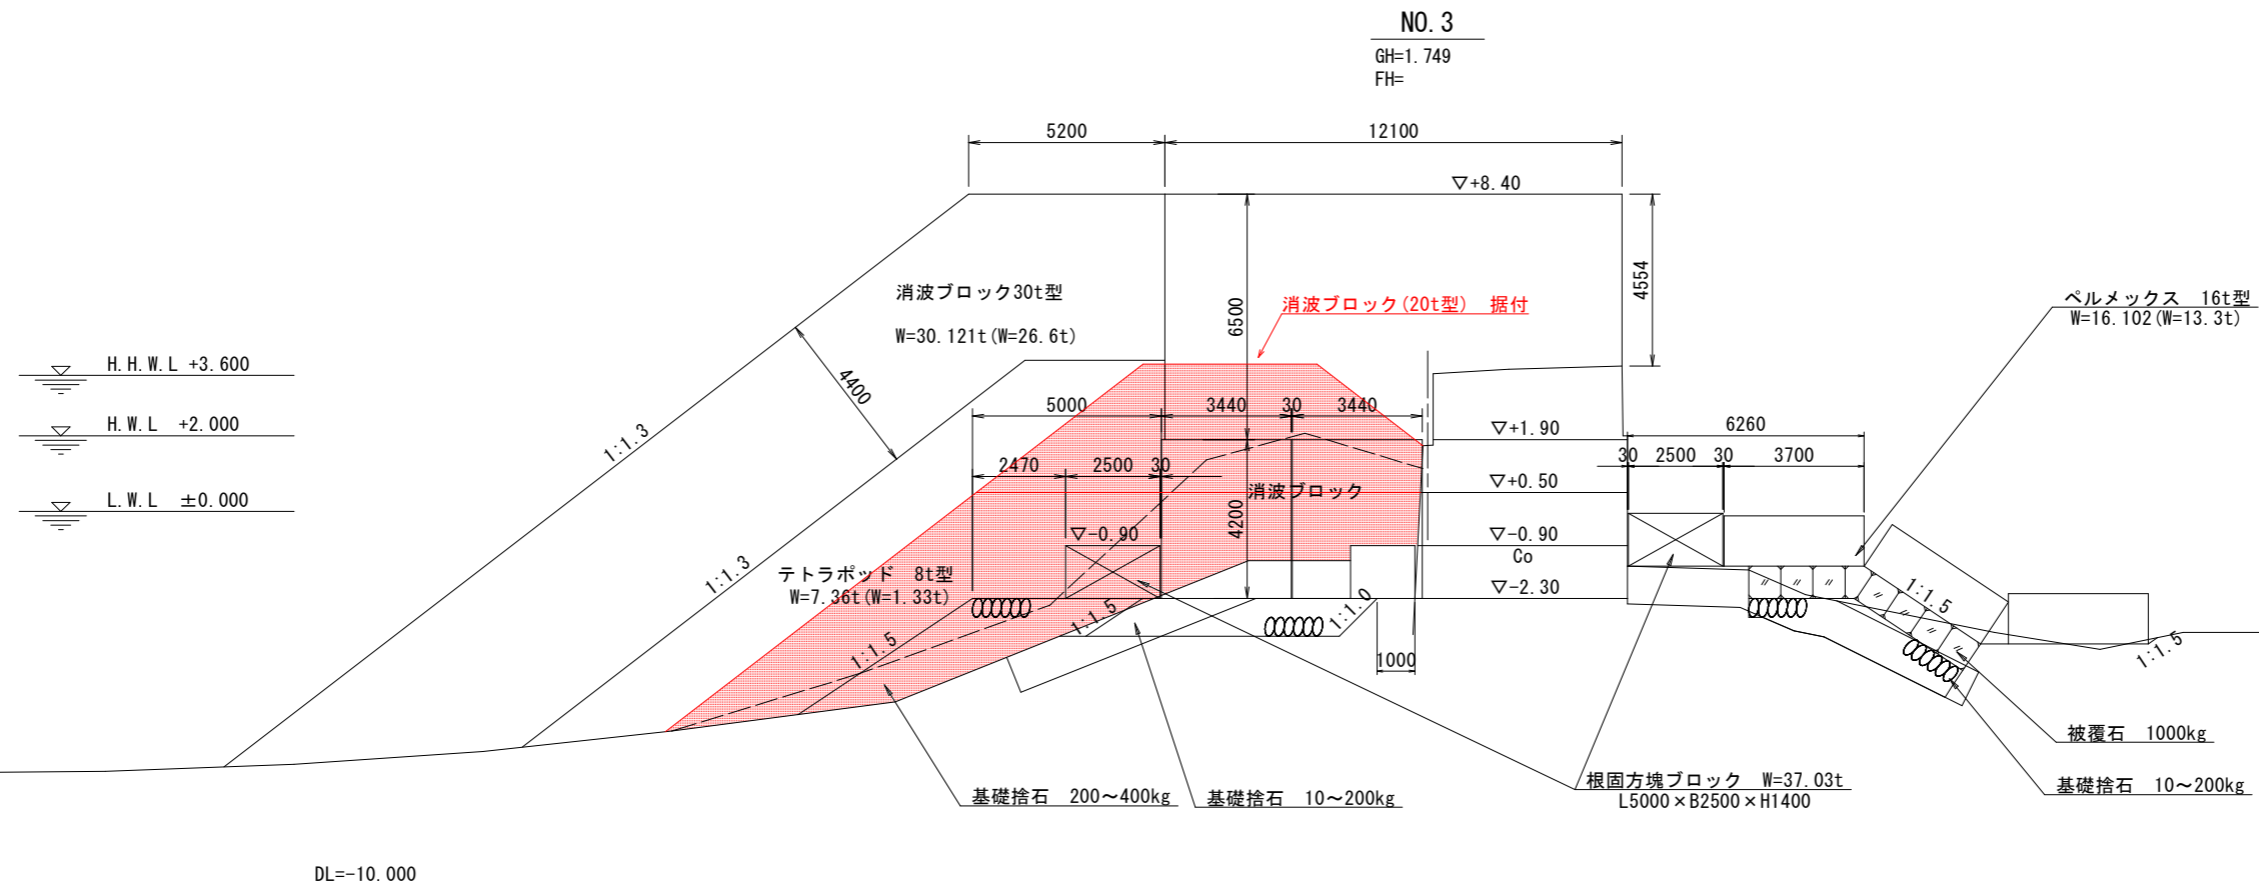 NO.3
GH=1.749
FH=
5200
12100
▽+8.40
4554
6500
消波ブロック30t型
W=30.121t(W=26.6t)
消波ブロック(20t型) 据付
ペルメックス 16t型
W=16.102(W=13.3t)
H.H.W.L +3.600
H.W.L +2.000
L.W.L ±0.000
4400
1:1.3
1:1.3
5000
3440
30
3440
▽+1.90
6260
2470
2500
30
30
2500
30
3700
消波ブロック
▽+0.50
4200
▽-0.90
▽-0.90
Co
▽-2.30
テトラポッド 8t型
W=7.36t(W=1.33t)
1:1.5
1:1.5
1:1.0
1000
1:1.5
1:1.5
被覆石 1000kg
基礎捨石 200～400kg
基礎捨石 10～200kg
根固方塊ブロック W=37.03t
L5000×B2500×H1400
基礎捨石 10～200kg
DL=-10.000